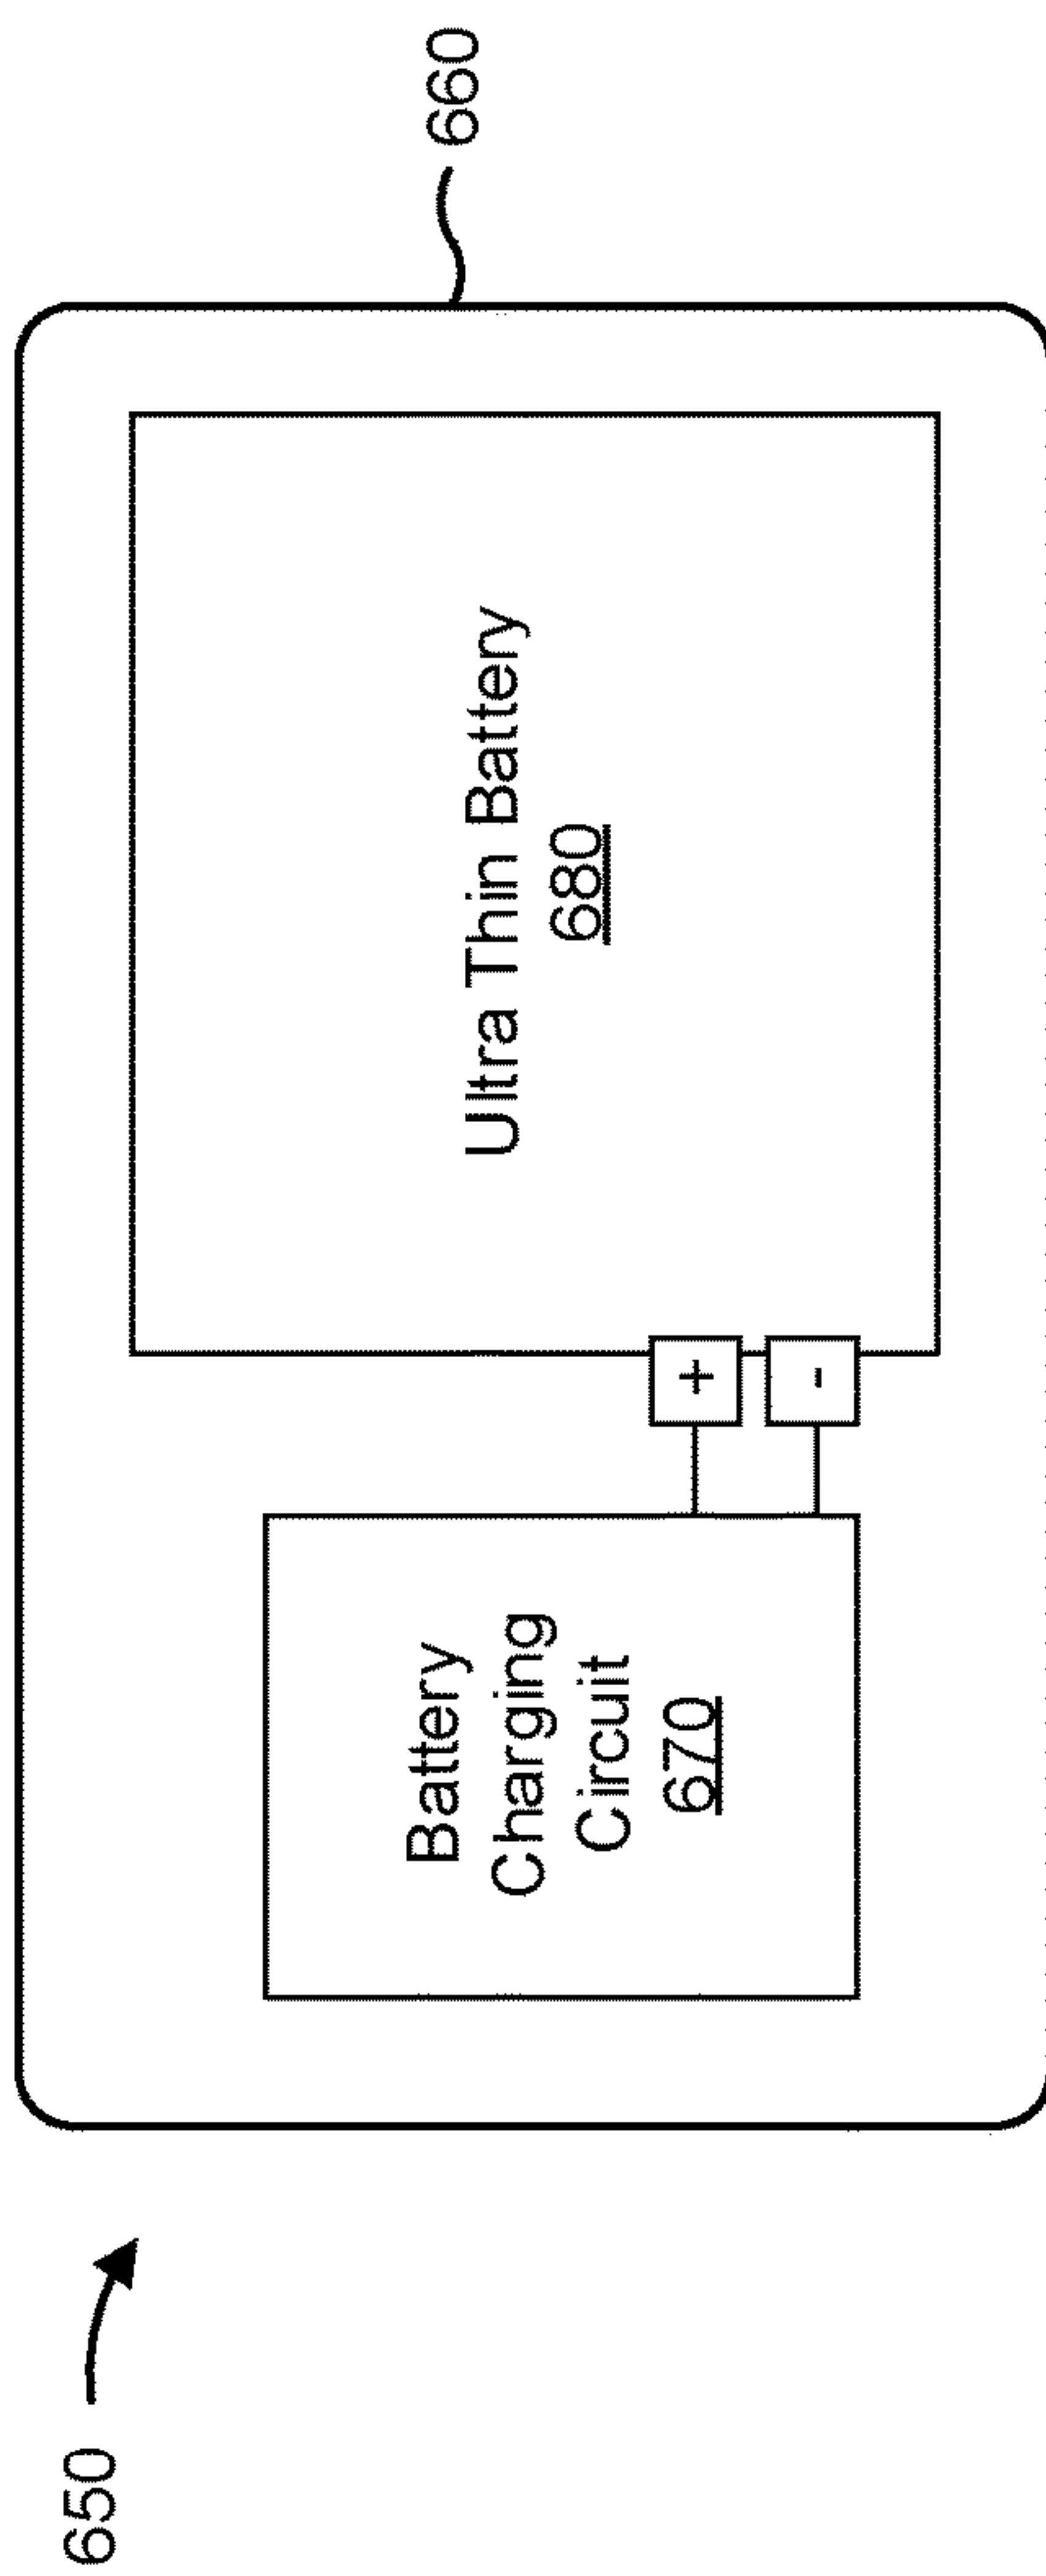 650
660
Battery
Charging
Circuit
670
+
-
Ultra Thin Battery
680